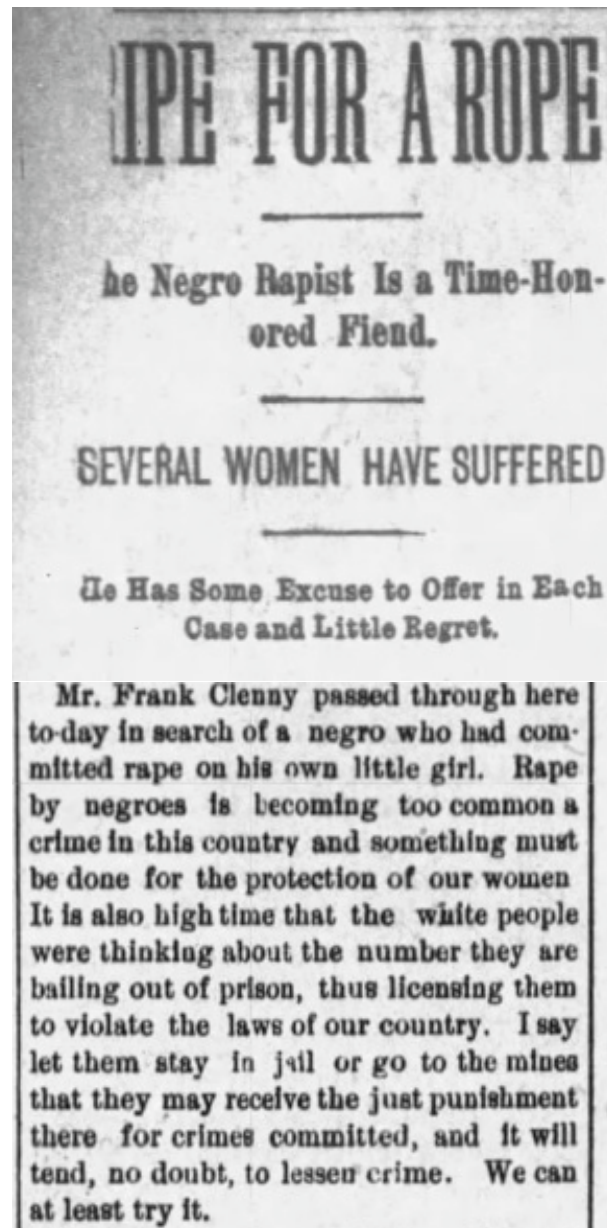 IPE FOR A ROPE
he Negro Rapist Is a Time-Hon-
ored Fiend.
SEVERAL WOMEN HAVE SUFFERED
He Has Some Excuse to Offer in Each
Case and Little Regret.
Mr. Frank Clenny passed through here
to-day in search of a negro who had com-
mitted rape on his own little girl. Rape
by negroes is becoming too common a
crime in this country and something must
be done for the protection of our women
It is also high time that the white people
were thinking about the number they are
bailing out of prison, thus licensing them
to violate the laws of our country. I say
let them stay in jail or go to the mines
that they may receive the just punishment
there for crimes committed, and it will
tend, no doubt, to lessen crime. We can
at least try it.